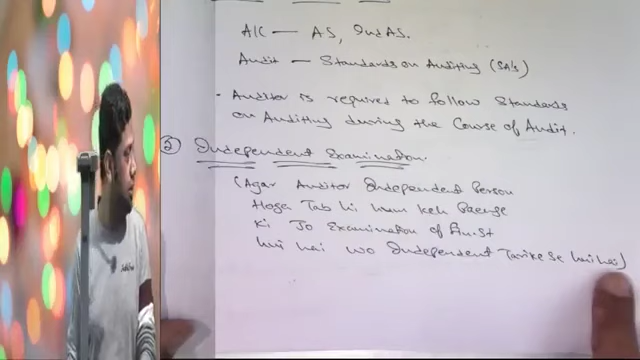 A/C — AS, Ind AS.
Audit — Standards on Auditing (SA's)
- Auditor is required to follow Standards
on Auditing during the Course of Audit.
② Independent Examination.
(Agar Auditor Independent Person
Hoga Tab hi hum keh Paenge
Ki Jo Examination of Fin.St
hui hai wo Independent Tarike se hui hai)